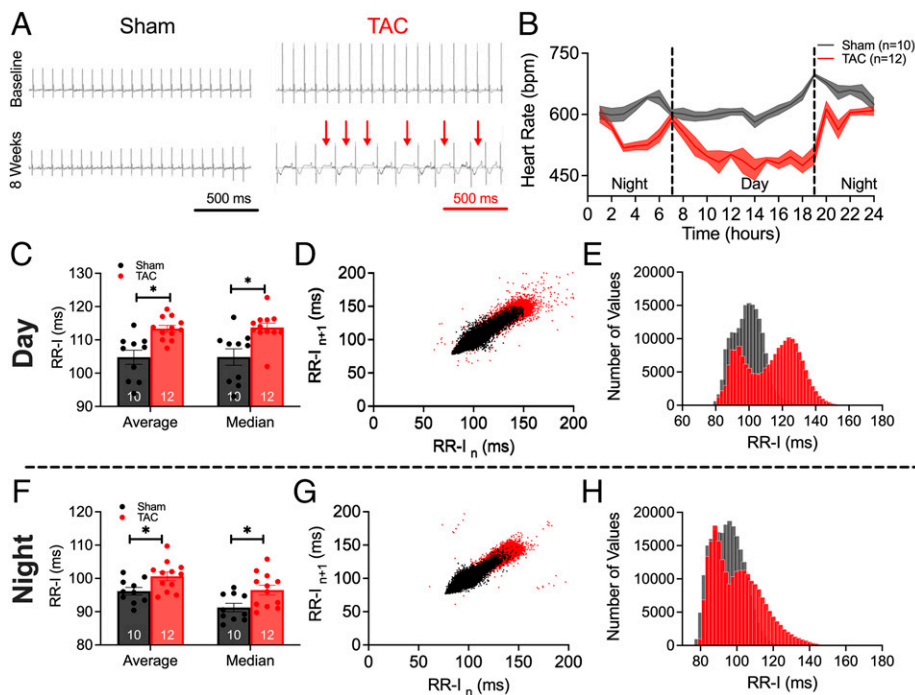 A
Sham
TAC
Baseline
8 Weeks
500 ms
500 ms
B
Sham (n=10)
TAC (n=12)
Heart Rate (bpm)
750
600
450
Night
Day
Night
0 2 4 6 8 10 12 14 16 18 20 22 24
Time (hours)
Day
C
Sham
TAC
RR-I (ms)
130
120
110
100
90
*
*
10
12
10
12
Average
Median
D
RR-I n+1 (ms)
200
150
100
50
0
0 50 100 150 200
RR-I n (ms)
E
Number of Values
20000
15000
10000
5000
0
60 80 100 120 140 160 180
RR-I (ms)
Night
F
Sham
TAC
RR-I (ms)
120
110
100
90
80
*
*
10
12
10
12
Average
Median
G
RR-I n+1 (ms)
200
150
100
50
0
0 50 100 150 200
RR-I n (ms)
H
Number of Values
20000
15000
10000
5000
0
80 100 120 140 160 180
RR-I (ms)